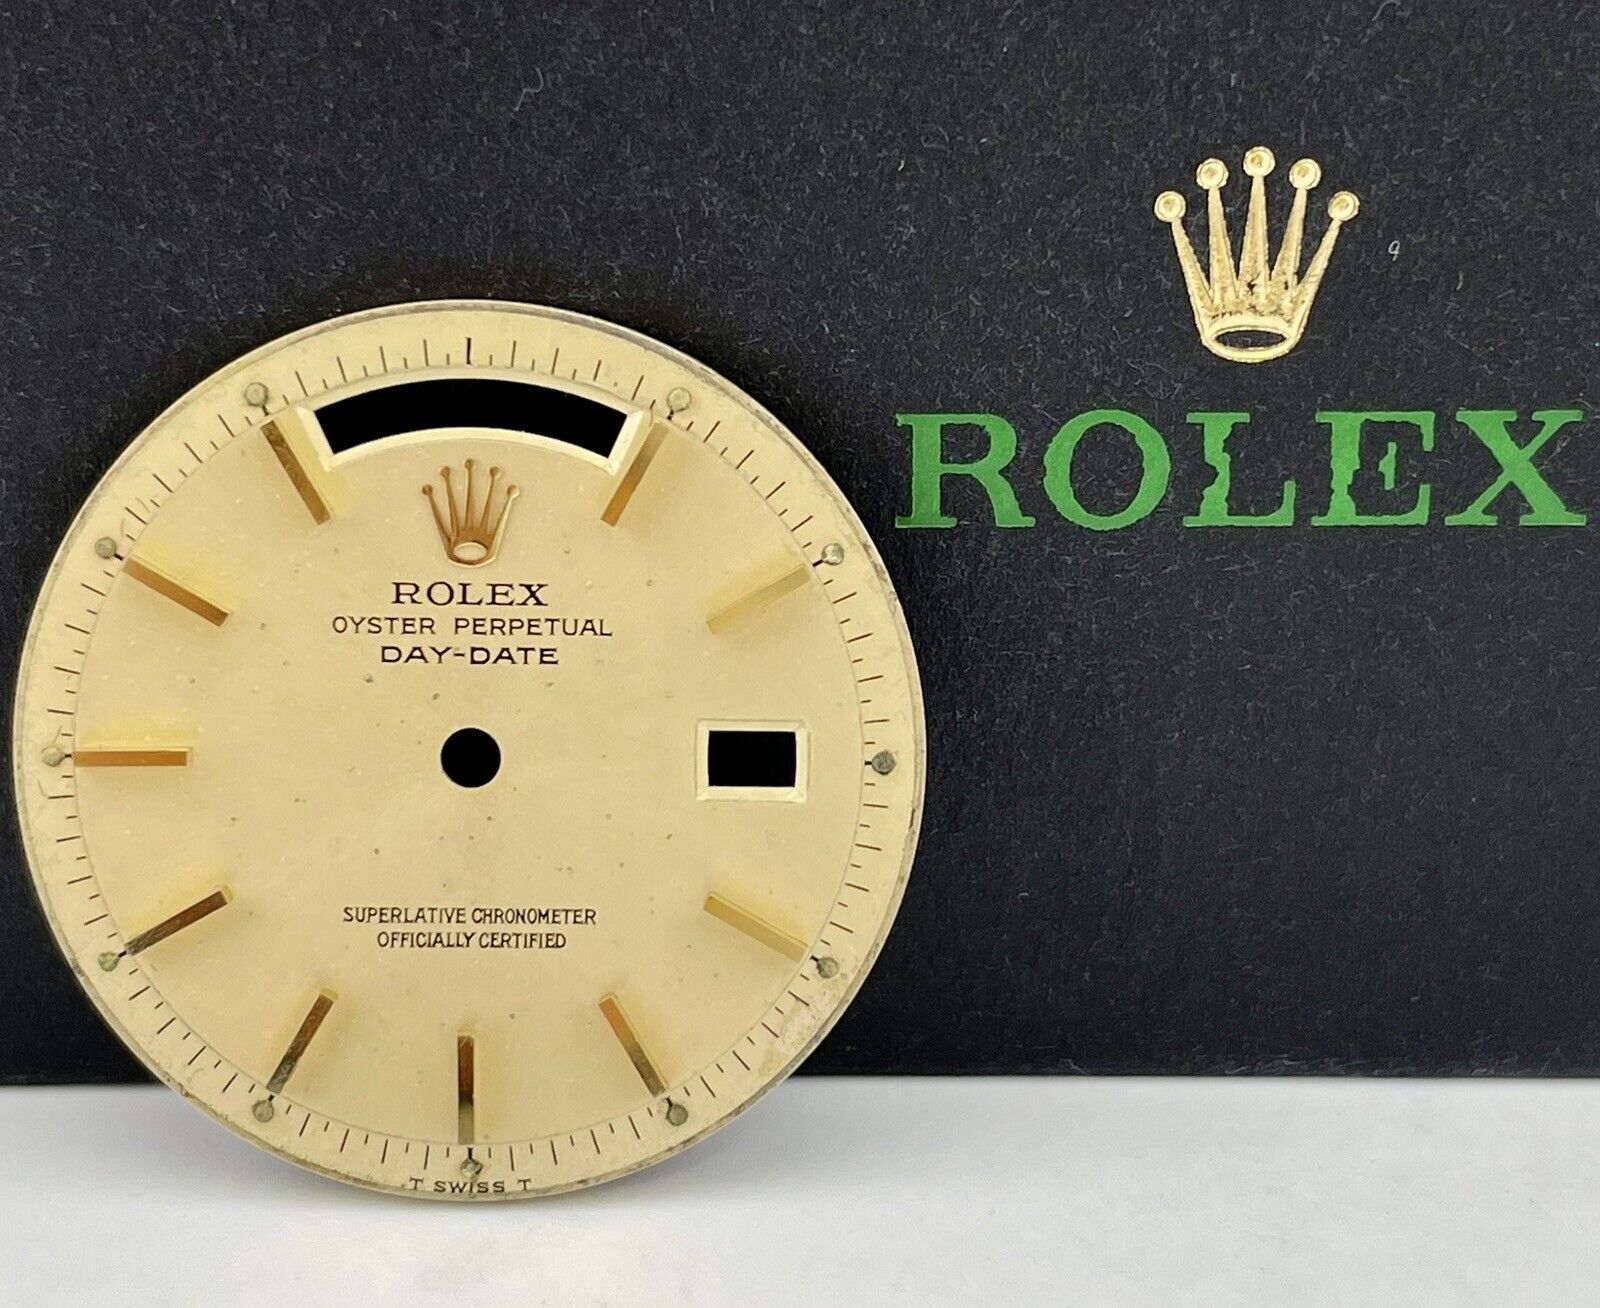 ROLEX
ROLEX
OYSTER PERPETUAL
DAY-DATE
SUPERLATIVE CHRONOMETER
OFFICIALLY CERTIFIED
T SWISS T